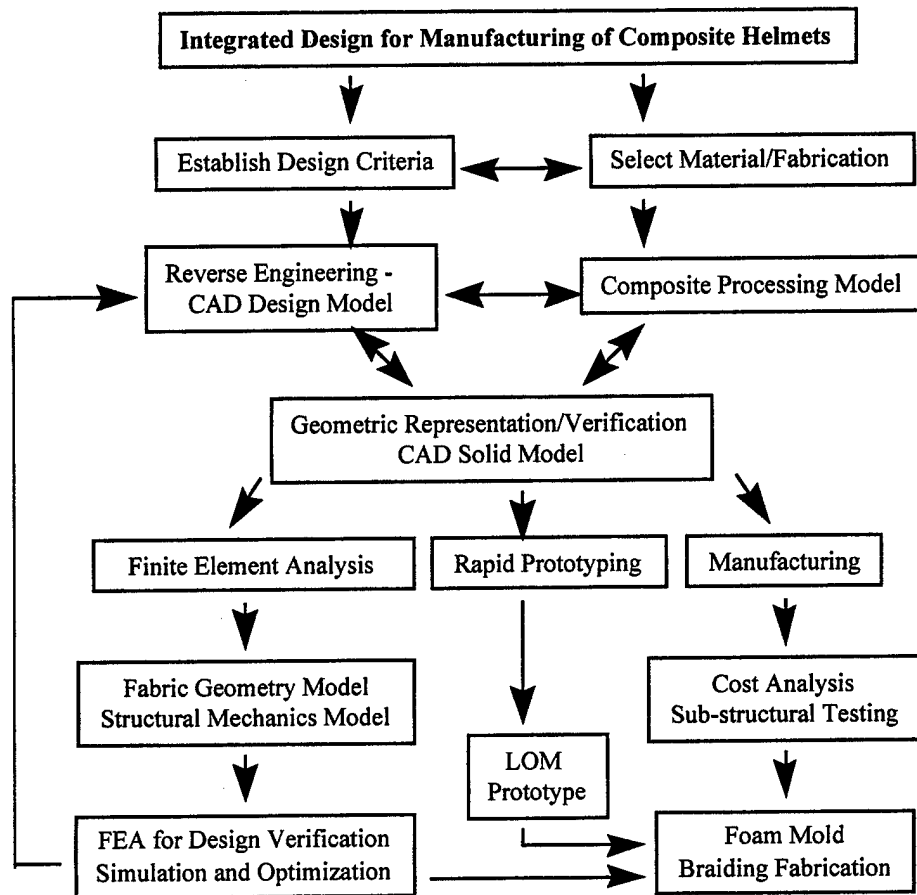 Integrated Design for Manufacturing of Composite Helmets
Establish Design Criteria
Select Material/Fabrication
Reverse Engineering -
CAD Design Model
Composite Processing Model
Geometric Representation/Verification
CAD Solid Model
Finite Element Analysis
Rapid Prototyping
Manufacturing
Fabric Geometry Model
Structural Mechanics Model
Cost Analysis
Sub-structural Testing
LOM
Prototype
FEA for Design Verification
Simulation and Optimization
Foam Mold
Braiding Fabrication